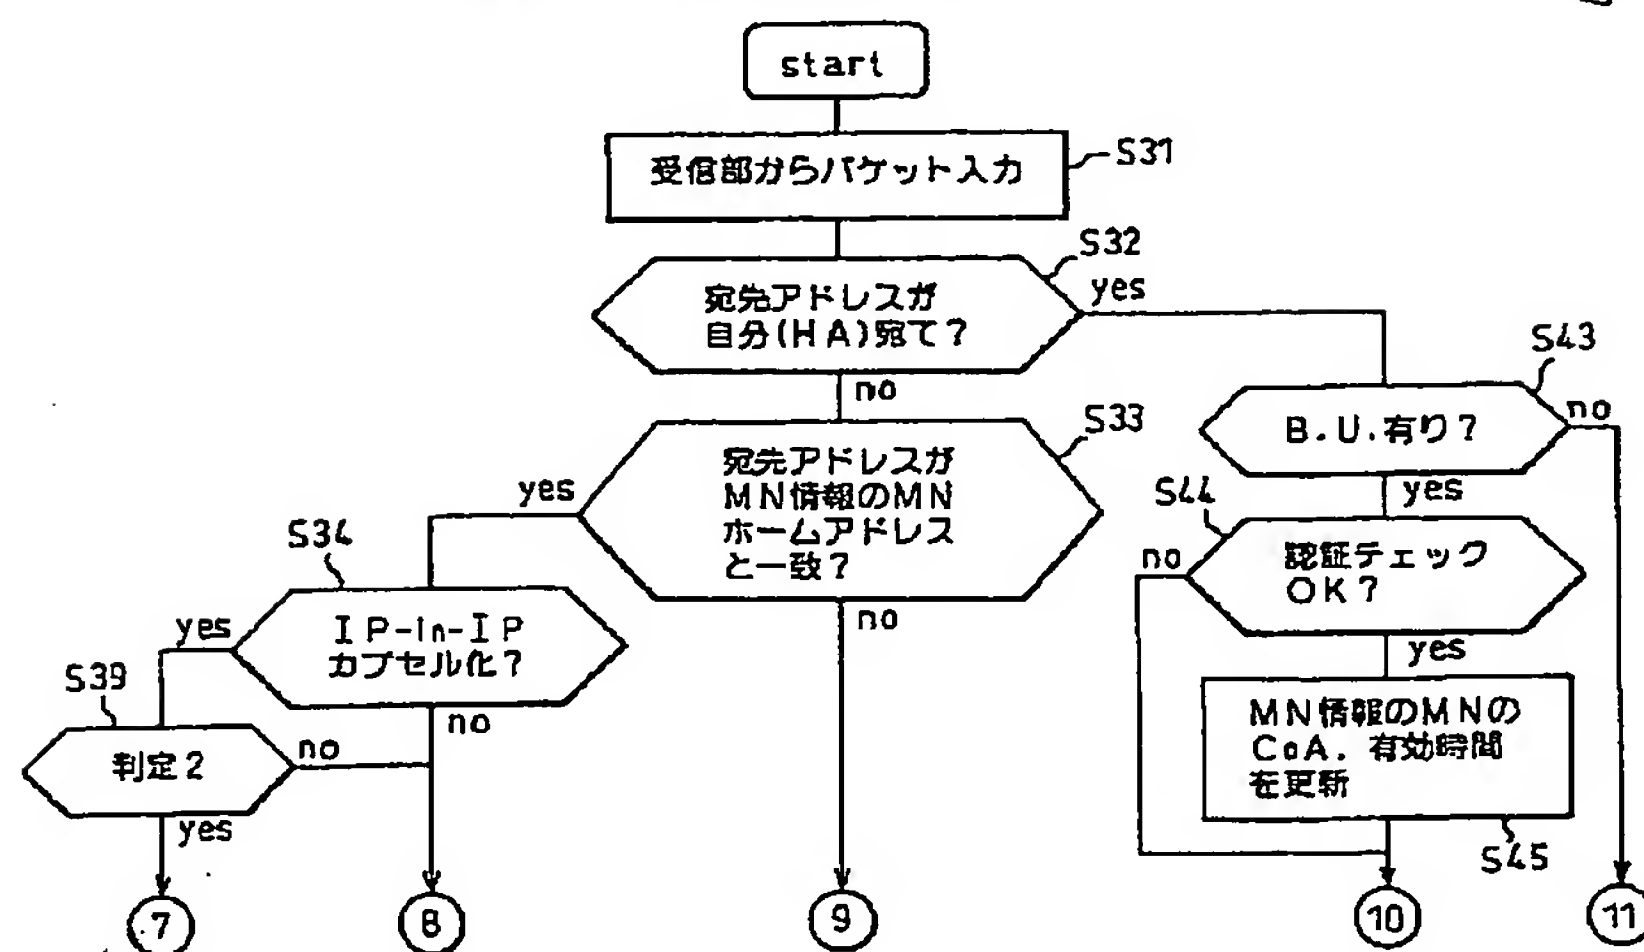 start
受信部からパケット入力
S31
S32
宛先アドレスが
自分(HA)宛て?
yes
no
S43
B.U.有り?
no
yes
S33
宛先アドレスが
MN情報のMN
ホームアドレス
と一致?
yes
no
S44
認証チェック
OK?
no
yes
S34
IP-in-IP
カプセル化?
yes
no
S39
判定2
no
yes
MN情報のMNの
CoA. 有効時間
を更新
S45
7
8
9
10
11